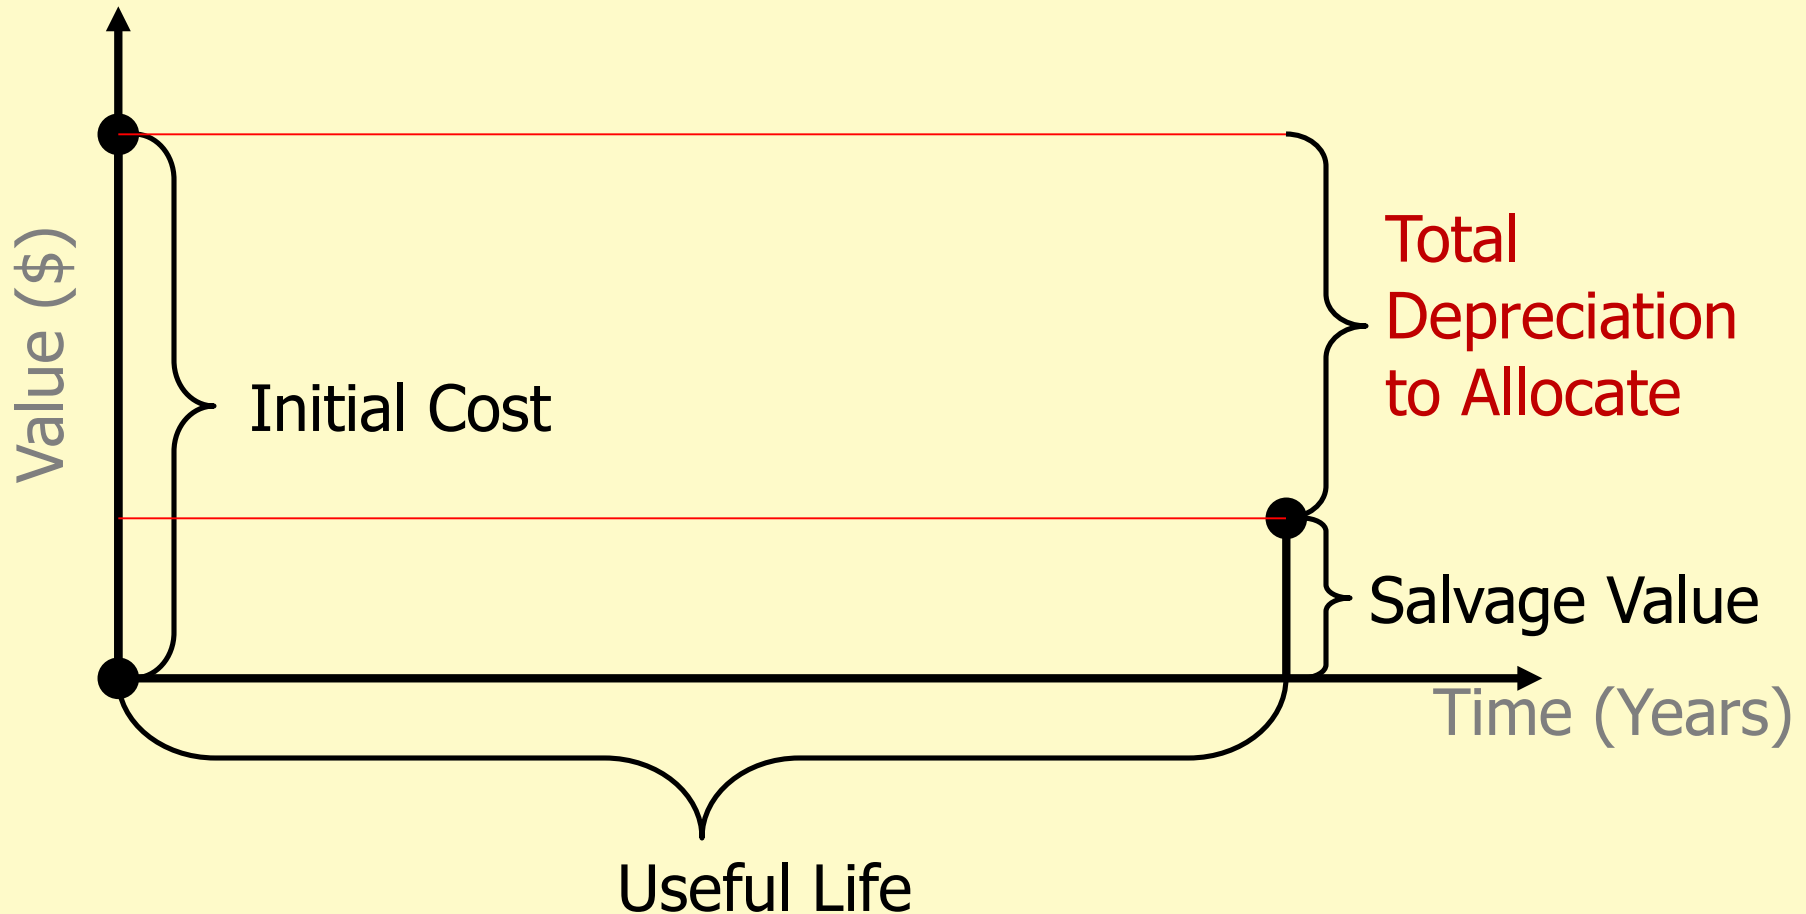 Value ($)
Initial Cost
Total
Depreciation
to Allocate
Salvage Value
Time (Years)
Useful Life